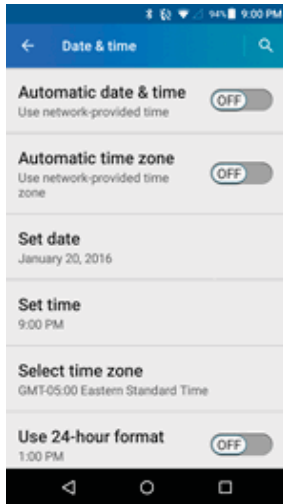 94% 9:00 PM
Date & time
Automatic date & time
Use network-provided time
OFF
Automatic time zone
Use network-provided time
zone
OFF
Set date
January 20, 2016
Set time
9:00 PM
Select time zone
GMT-05:00 Eastern Standard Time
Use 24-hour format
1:00 PM
OFF